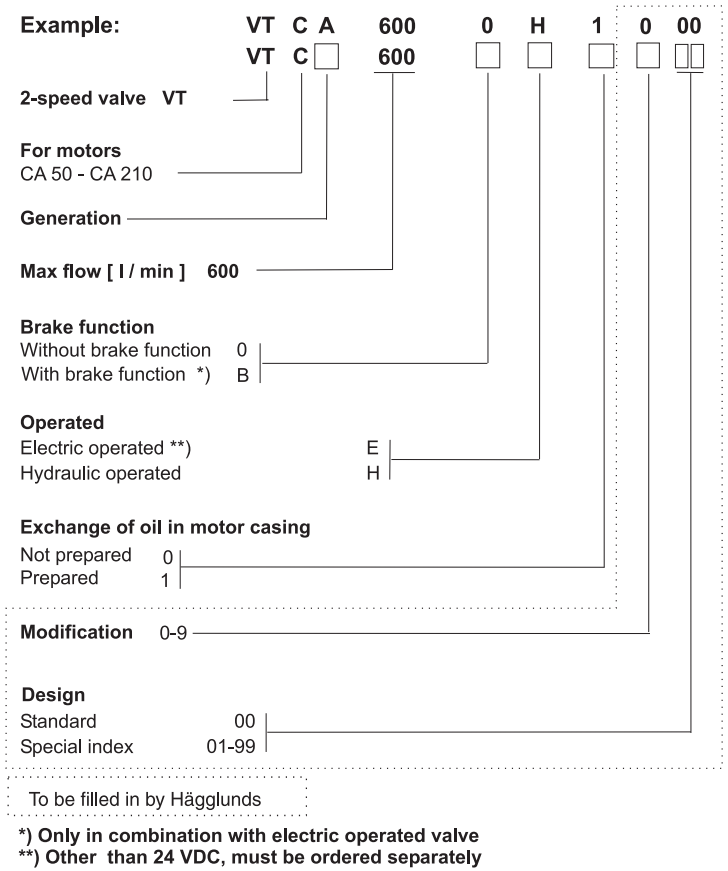 Example: VT C A 600 0 H 1 0 00
VT C 600
2-speed valve VT
For motors
CA 50 - CA 210
Generation
Max flow [ l / min ] 600
Brake function
Without brake function 0
With brake function *) B
Operated
Electric operated **) E
Hydraulic operated H
Exchange of oil in motor casing
Not prepared 0
Prepared 1
Modification 0-9
Design
Standard 00
Special index 01-99
To be filled in by Hägglunds
*) Only in combination with electric operated valve
**) Other than 24 VDC, must be ordered separately